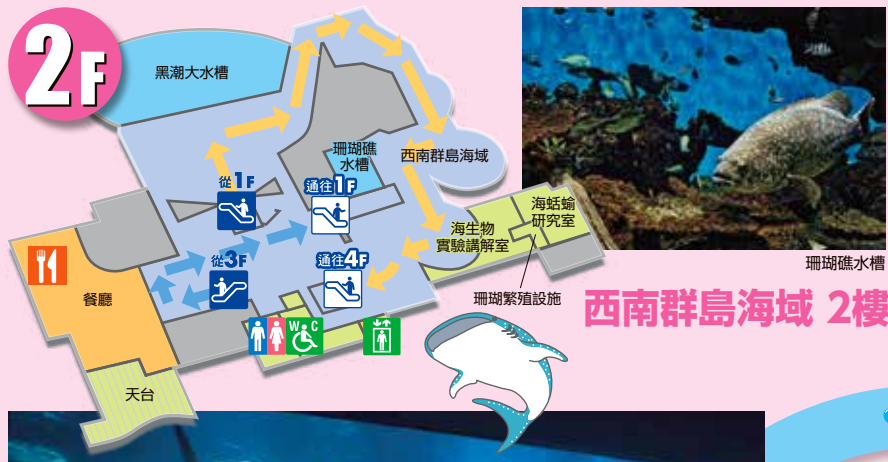 2F
黑潮大水槽
珊瑚礁
水槽
西南群島海域
從1F
通往1F
海蛞蝓
研究室
海生物
實驗講解室
從3F
通往4F
珊瑚礁水槽
餐廳
珊瑚繁殖設施
西南群島海域 2樓
WC
天台